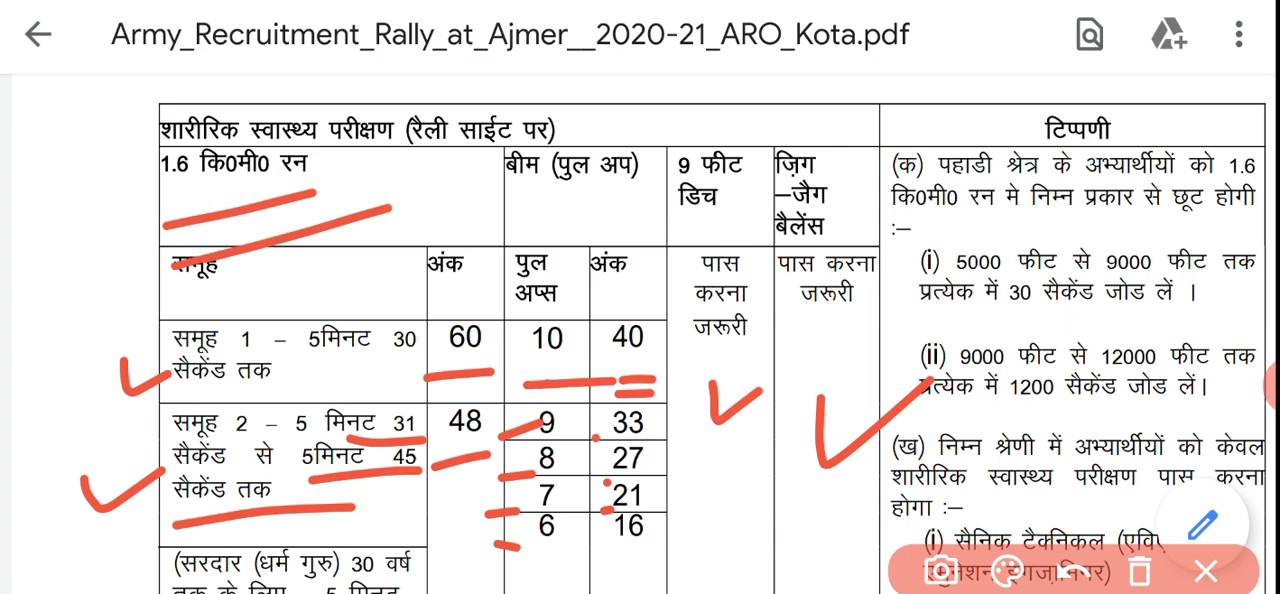 Army_Recruitment_Rally_at_Ajmer__2020-21_ARO_Kota.pdf
शारीरिक स्वास्थ्य परीक्षण (रैली साईट पर)
टिप्पणी
1.6 कि0मी0 रन
बीम (पुल अप)
9 फीट
डिच
ज़िग
–जैग
बैलेंस
समूह
अंक
पुल
अप्स
अंक
पास
करना
जरूरी
पास करना
जरूरी
समूह 1 – 5मिनट 30
सैकेंड तक
60
10
40
समूह 2 – 5 मिनट 31
सैकेंड से 5मिनट 45
सैकेंड तक
48
9 33
8 27
7 21
6 16
(सरदार (धर्म गुरु) 30 वर्ष
(क) पहाडी श्रेत्र के अभ्यार्थीयों को 1.6
कि0मी0 रन मे निम्न प्रकार से छूट होगी
:–
(i) 5000 फीट से 9000 फीट तक
प्रत्येक में 30 सैकेंड जोड लें ।
(ii) 9000 फीट से 12000 फीट तक
प्रत्येक में 1200 सैकेंड जोड लें।
(ख) निम्न श्रेणी में अभ्यार्थीयों को केवल
शारीरिक स्वास्थ्य परीक्षण पास करना
होगा :–
(i) सैनिक टैक्निकल